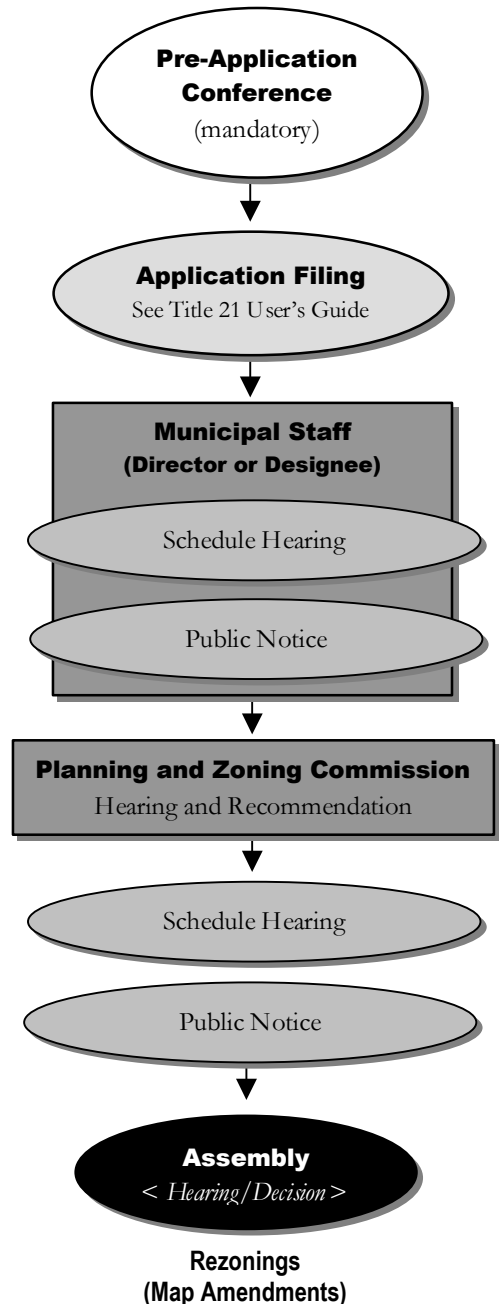 Pre-Application
Conference
(mandatory)
Application Filing
See Title 21 User’s Guide
Municipal Staff
(Director or Designee)
Schedule Hearing
Public Notice
Planning and Zoning Commission
Hearing and Recommendation
Schedule Hearing
Public Notice
Assembly
< Hearing/Decision >
Rezonings
(Map Amendments)